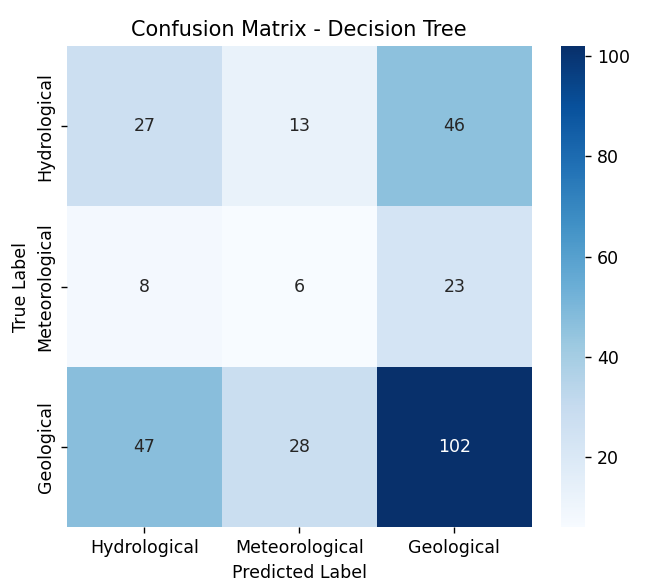 Confusion Matrix - Decision Tree
True Label
Hydrological
Meteorological
Geological
27 13 46
8 6 23
47 28 102
Hydrological Meteorological Geological
Predicted Label
100
80
60
40
20